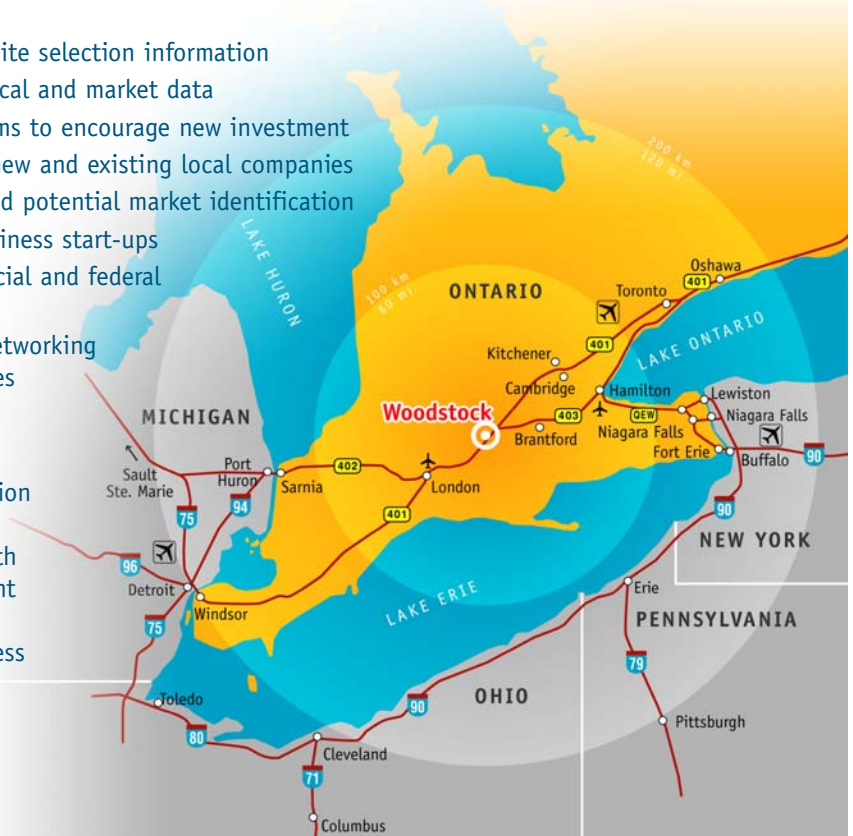 ite selection information
cal and market data
ms to encourage new investment
new and existing local companies
d potential market identification
iness start-ups
cial and federal
etworking
es
ion
th
nt
ess
200 km
120 mi
LAKE HURON
100 km
60 mi
ONTARIO
Oshawa
401
Toronto
401
LAKE ONTARIO
Kitchener
Cambridge
Hamilton
Lewiston
MICHIGAN
Woodstock
403
QEW
Niagara Falls
Brantford
Niagara Falls
Fort Erie
Buffalo
90
Sault
Ste. Marie
Port
Huron
Sarnia
402
London
94
75
401
90
NEW YORK
96
Detroit
Windsor
LAKE ERIE
Erie
75
PENNSYLVANIA
79
Toledo
80
90
OHIO
Pittsburgh
Cleveland
71
Columbus